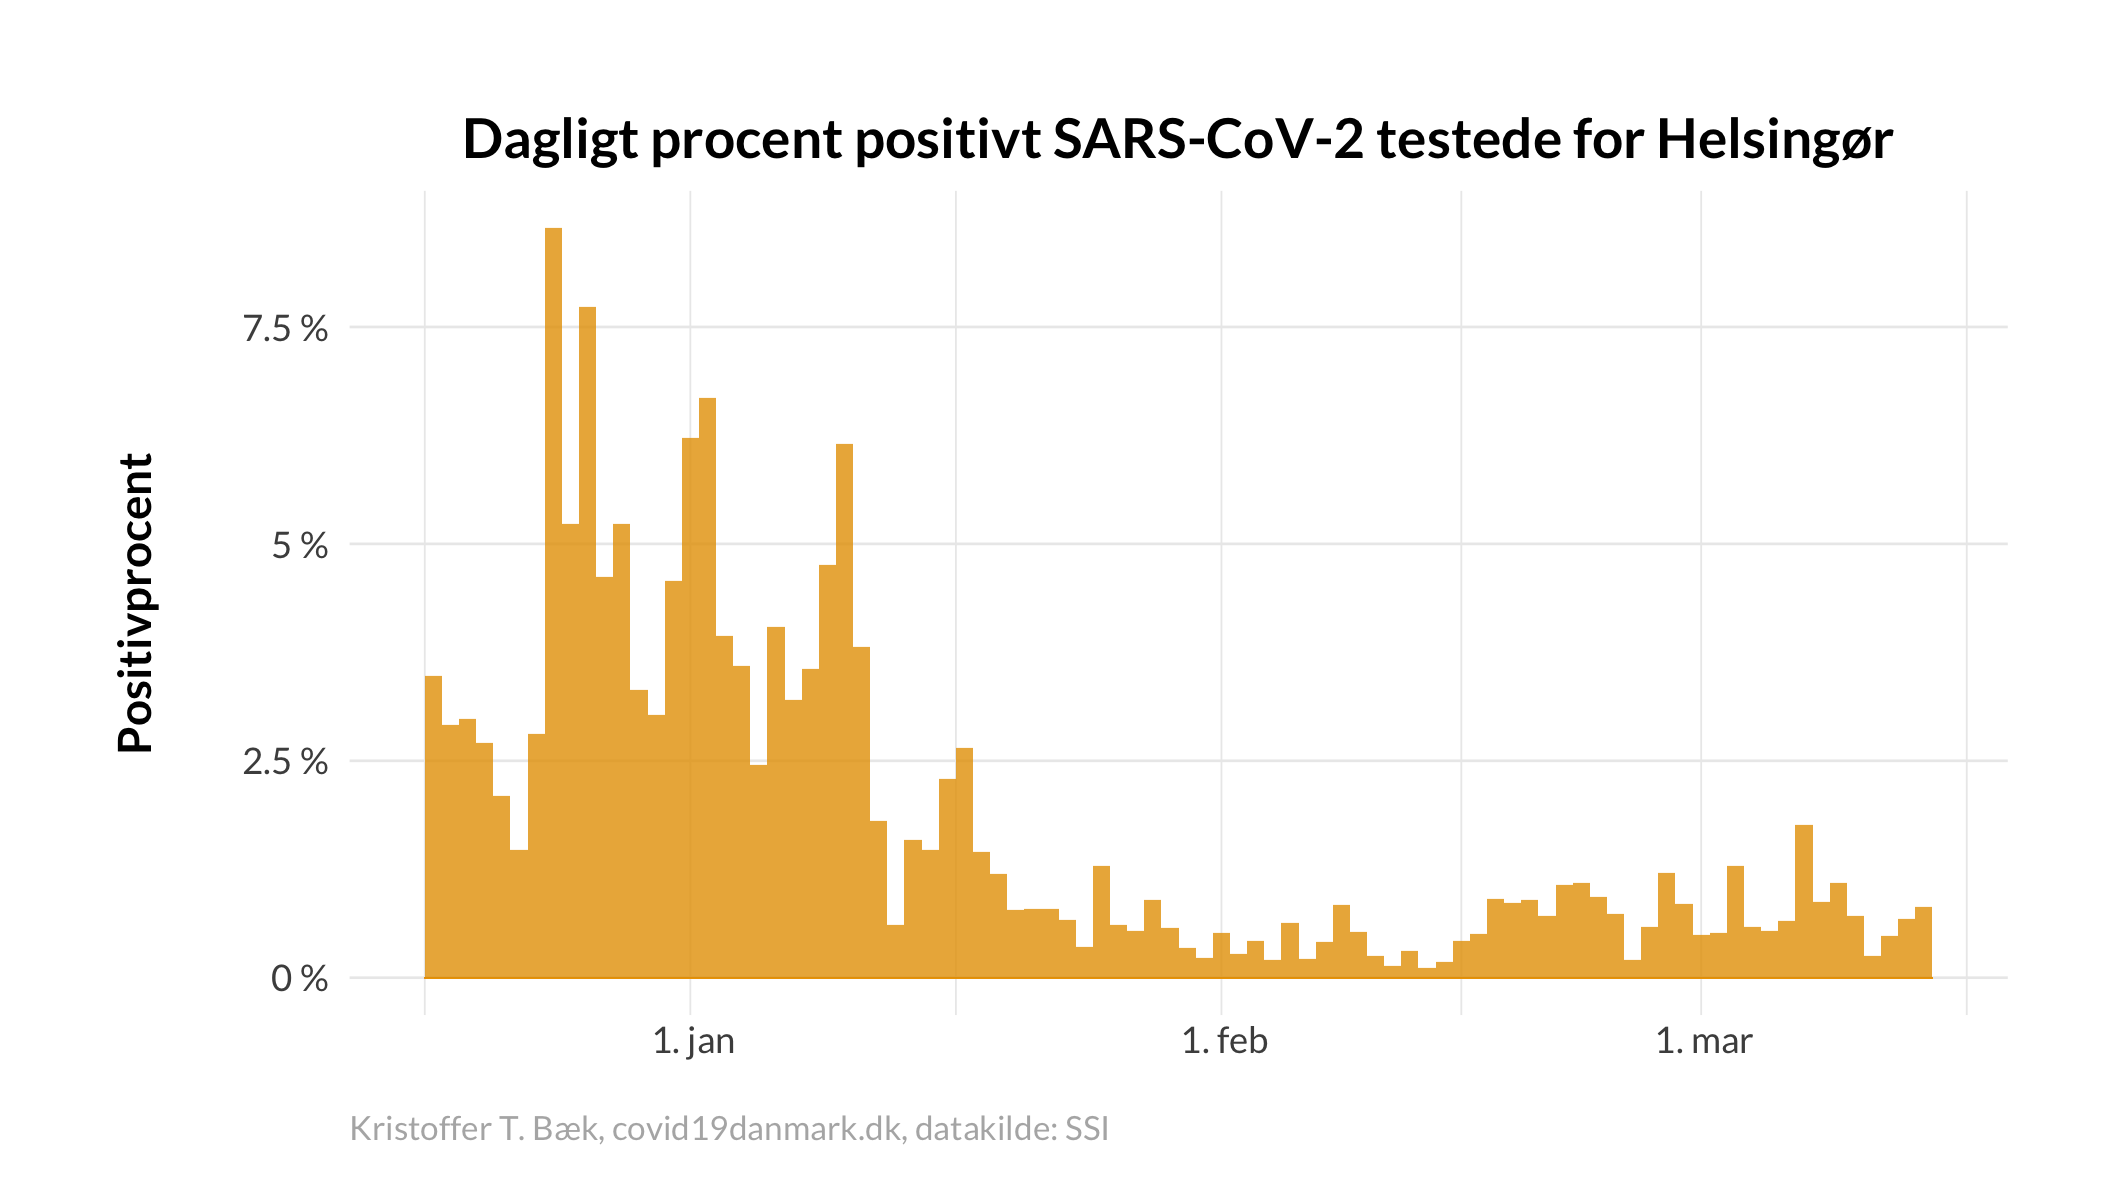 Dagligt procent positivt SARS-CoV-2 testede for Helsingør
Positivprocent
7.5 %
5 %
2.5 %
0 %
1. jan
1. feb
1. mar
Kristoffer T. Bæk, covid19danmark.dk, datakilde: SSI